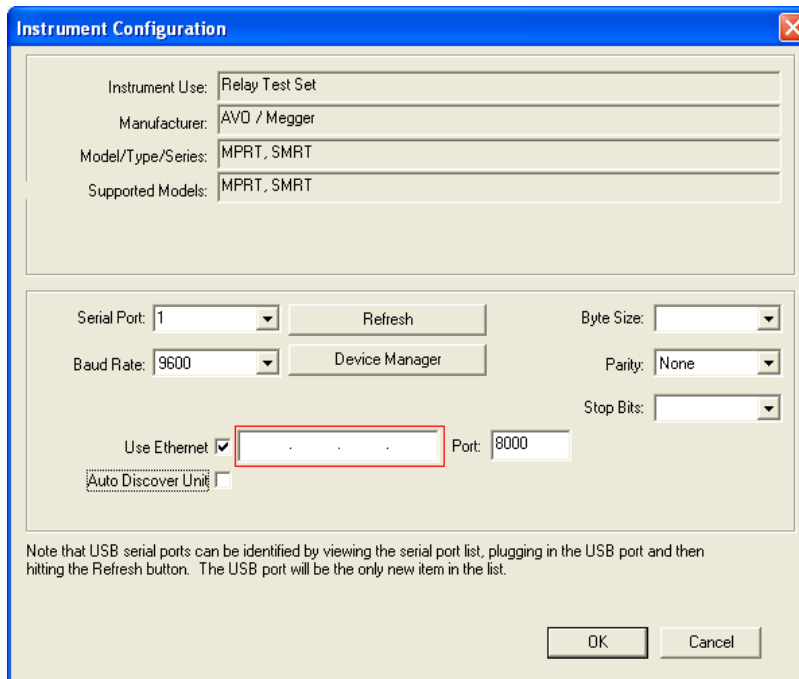 Instrument Configuration
Instrument Use: Relay Test Set
Manufacturer: AVO / Megger
Model/Type/Series: MPRT, SMRT
Supported Models: MPRT, SMRT
Serial Port: 1 Refresh Byte Size:
Baud Rate: 9600 Device Manager Parity: None
Stop Bits:
Use Ethernet . . . Port: 8000
Auto Discover Unit
Note that USB serial ports can be identified by viewing the serial port list, plugging in the USB port and then
hitting the Refresh button. The USB port will be the only new item in the list.
OK Cancel